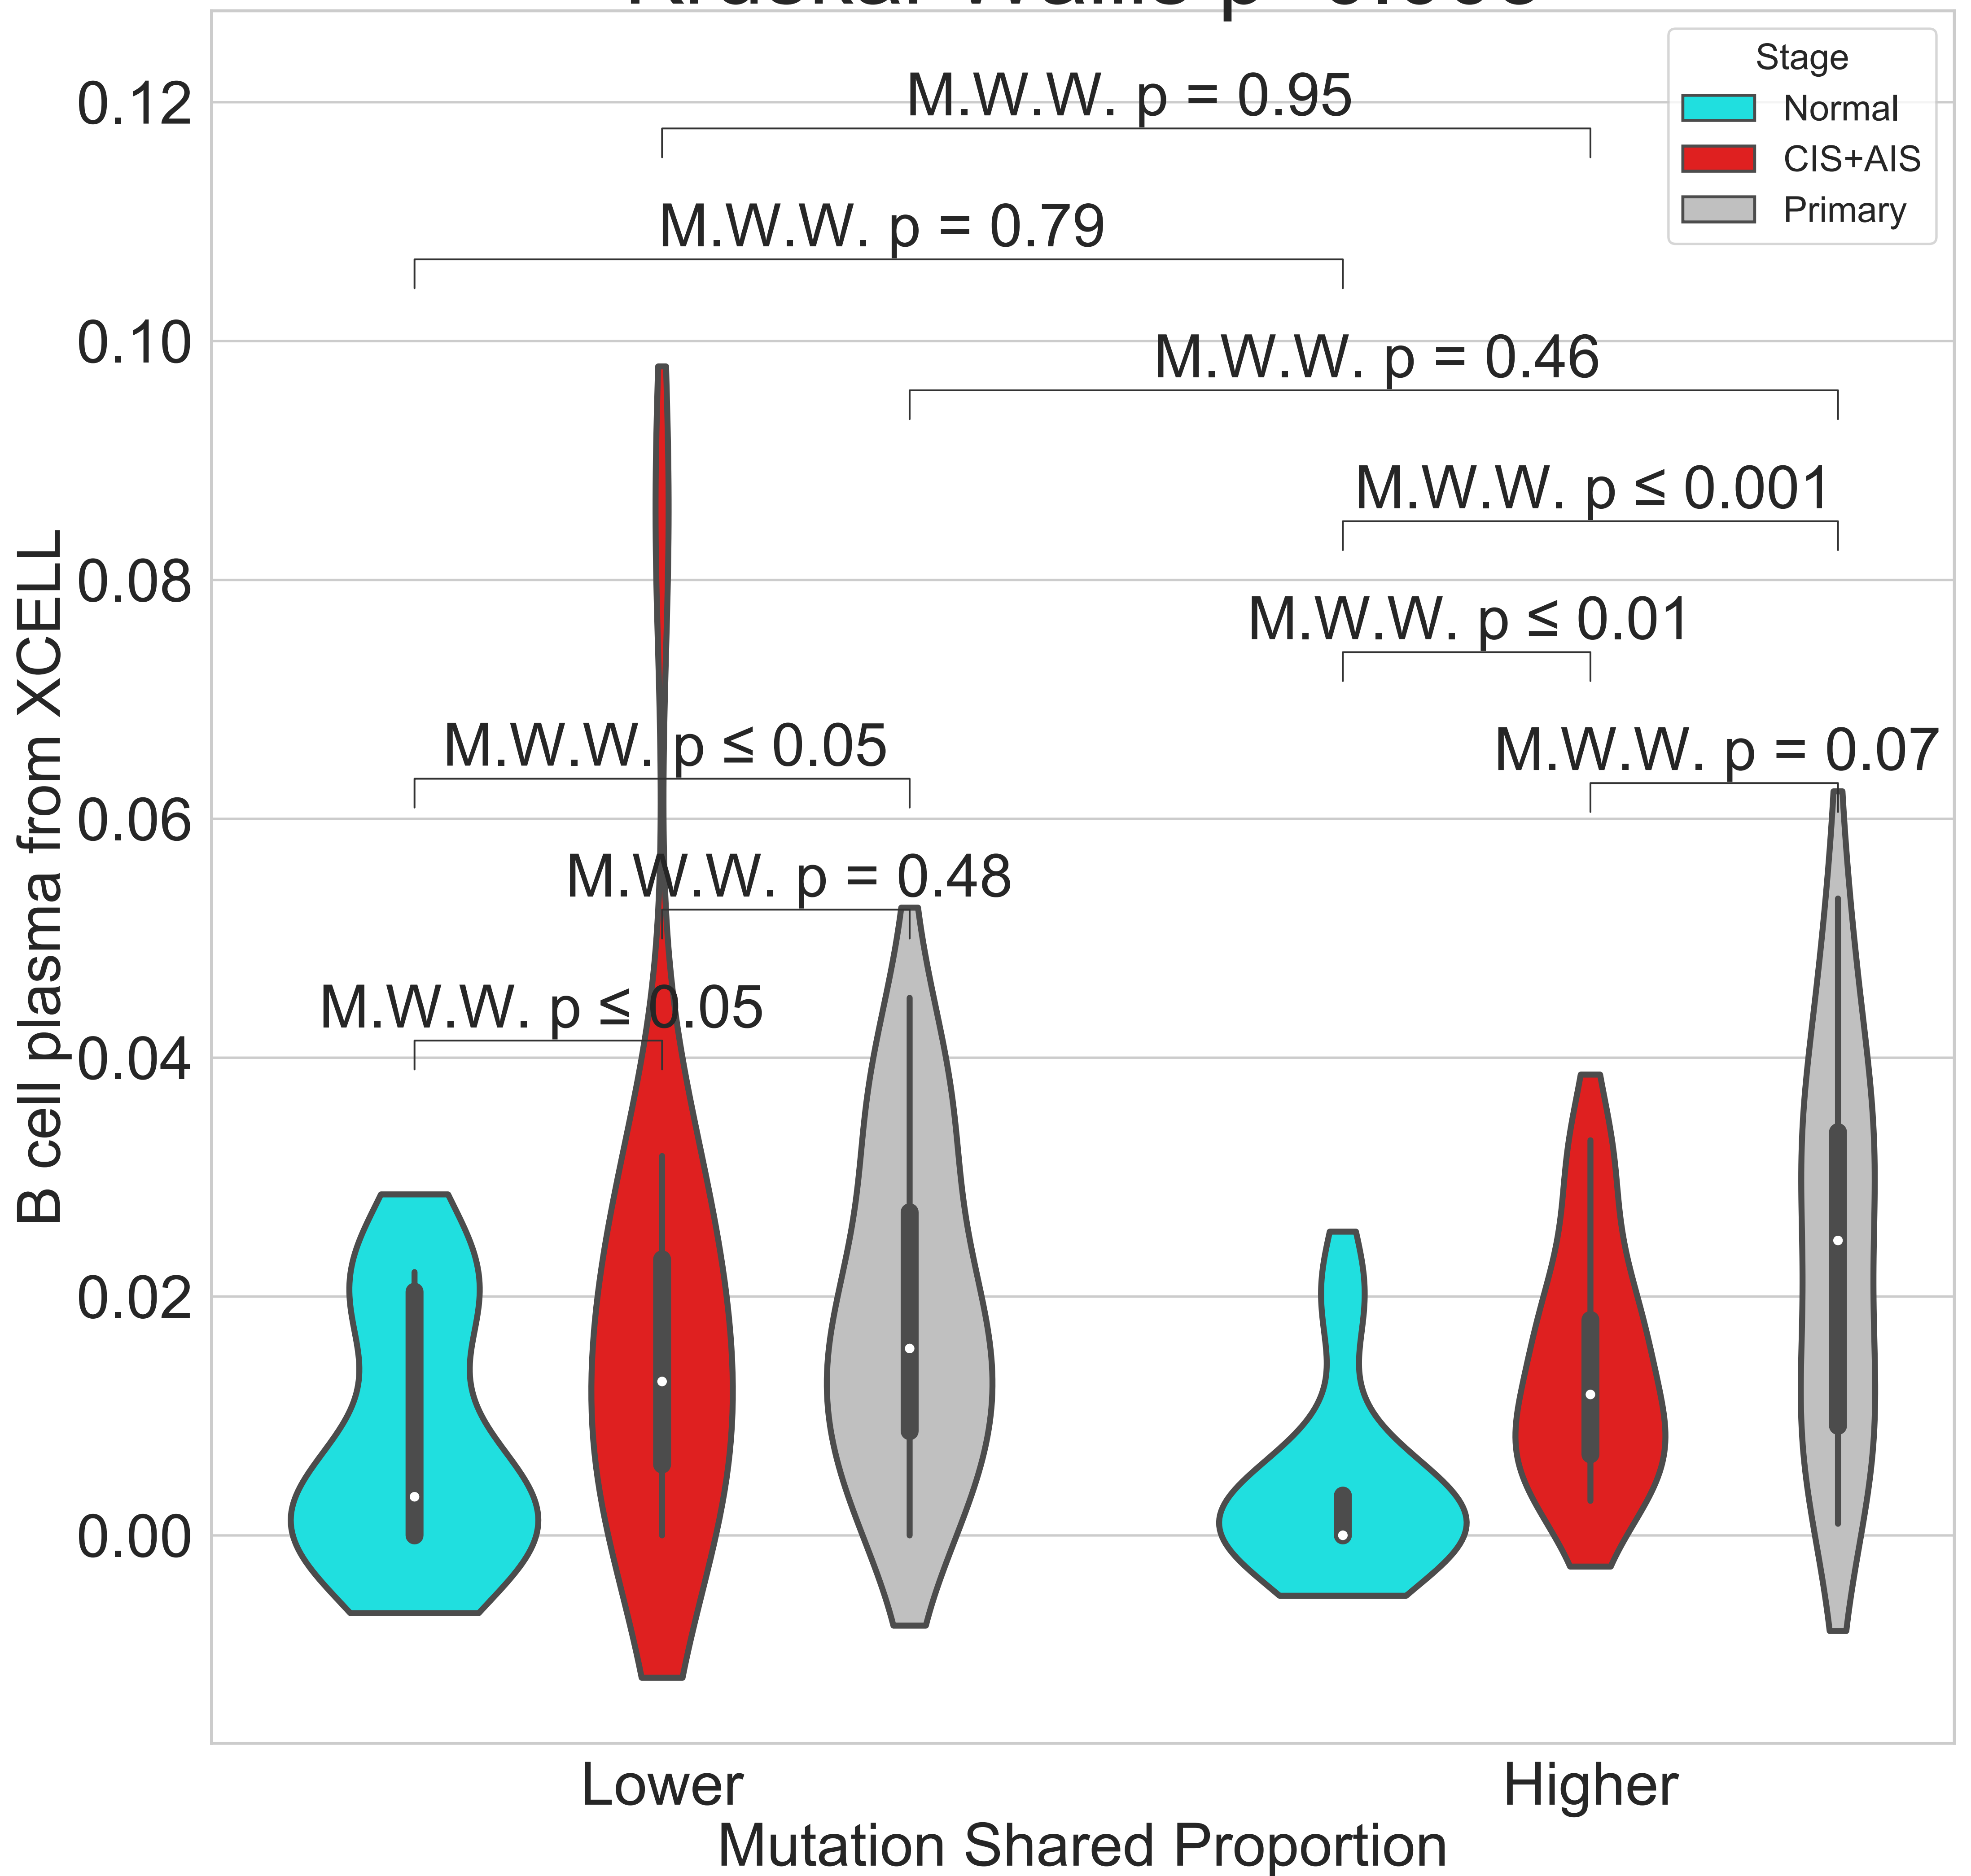 Stage
Normal
CIS+AIS
Primary
M.W.W. p = 0.95
M.W.W. p = 0.79
M.W.W. p = 0.46
M.W.W. p ≤ 0.001
M.W.W. p ≤ 0.01
M.W.W. p ≤ 0.05
M.W.W. p = 0.07
M.W.W. p = 0.48
M.W.W. p ≤ 0.05
0.12
0.10
0.08
0.06
0.04
0.02
0.00
B cell plasma from XCELL
Lower
Higher
Mutation Shared Proportion